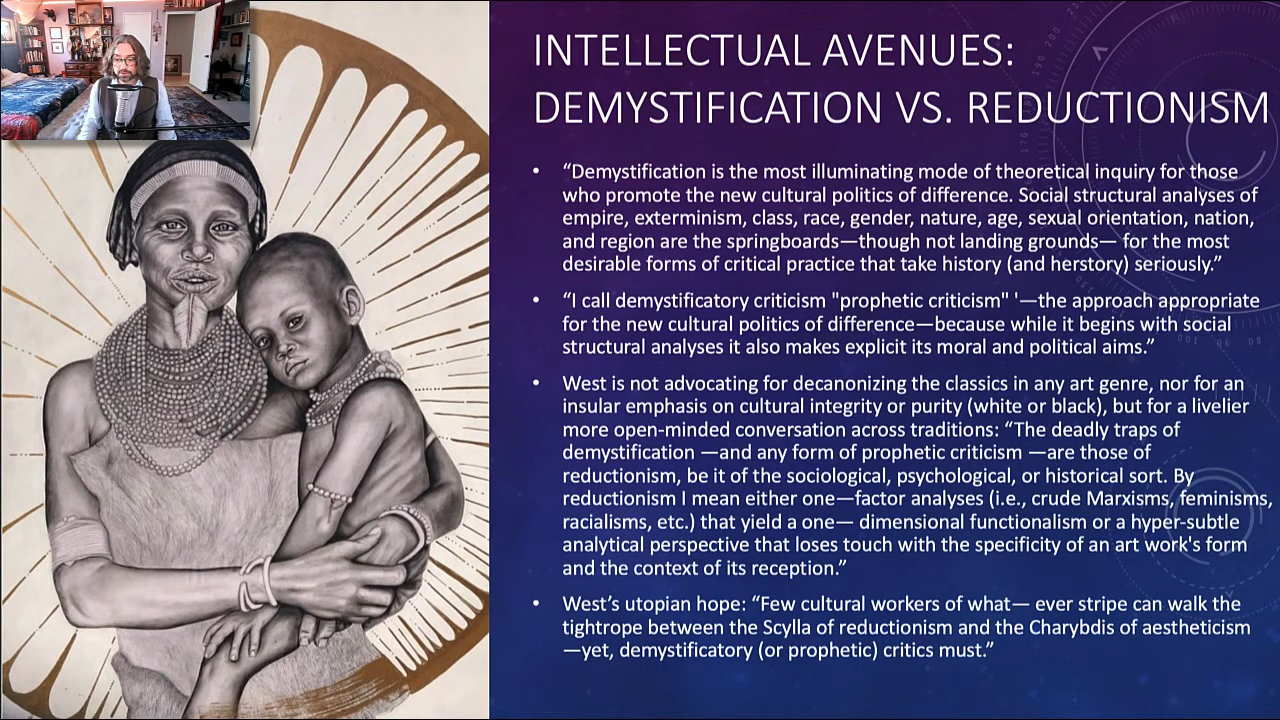 INTELLECTUAL AVENUES:
DEMYSTIFICATION VS. REDUCTIONISM
• “Demystification is the most illuminating mode of theoretical inquiry for those
who promote the new cultural politics of difference. Social structural analyses of
empire, exterminism, class, race, gender, nature, age, sexual orientation, nation,
and region are the springboards—though not landing grounds— for the most
desirable forms of critical practice that take history (and herstory) seriously.”
• “I call demystificatory criticism "prophetic criticism" '—the approach appropriate
for the new cultural politics of difference—because while it begins with social
structural analyses it also makes explicit its moral and political aims.”
• West is not advocating for decanonizing the classics in any art genre, nor for an
insular emphasis on cultural integrity or purity (white or black), but for a livelier
more open-minded conversation across traditions: “The deadly traps of
demystification —and any form of prophetic criticism —are those of
reductionism, be it of the sociological, psychological, or historical sort. By
reductionism I mean either one—factor analyses (i.e., crude Marxisms, feminisms,
racialisms, etc.) that yield a one— dimensional functionalism or a hyper-subtle
analytical perspective that loses touch with the specificity of an art work's form
and the context of its reception.”
• West’s utopian hope: “Few cultural workers of what— ever stripe can walk the
tightrope between the Scylla of reductionism and the Charybdis of aestheticism
—yet, demystificatory (or prophetic) critics must.”